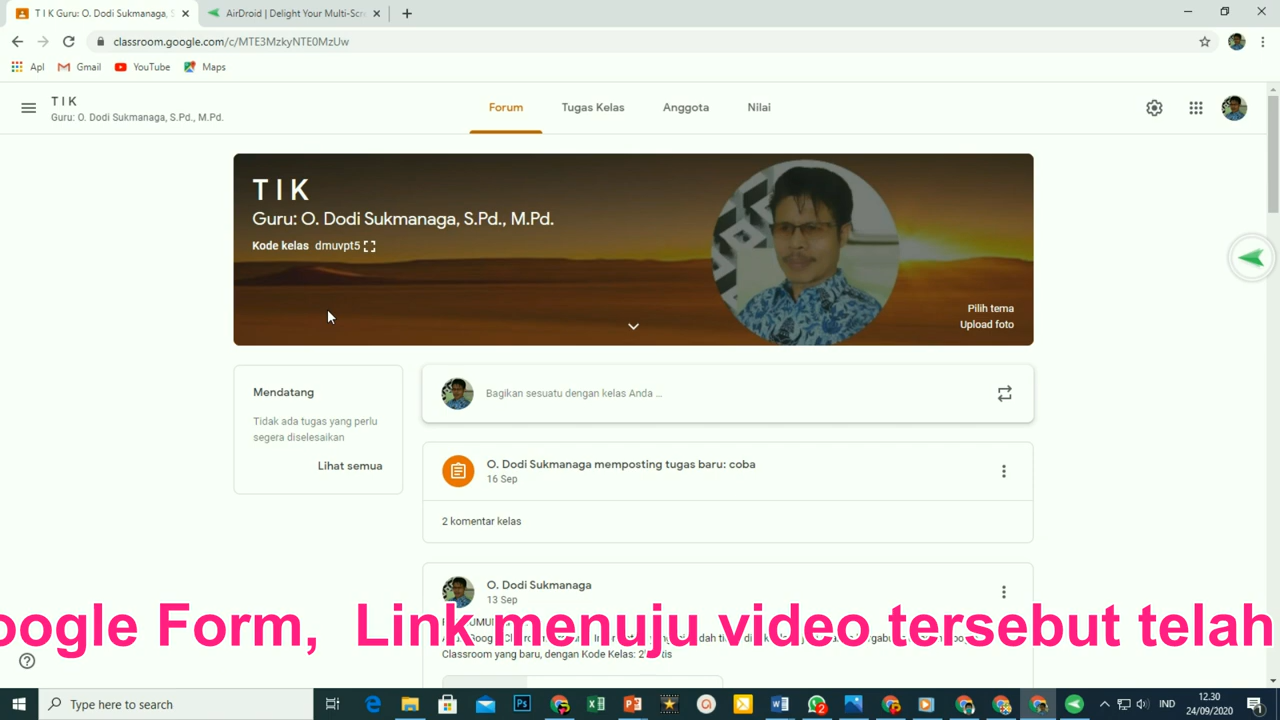 T I K Guru: O. Dodi Sukmanaga, S
AirDroid | Delight Your Multi-Scr
classroom.google.com/c/MTE3MzkyNTE0MzUw
Apl
Gmail
YouTube
Maps
T I K
Guru: O. Dodi Sukmanaga, S.Pd., M.Pd.
Forum
Tugas Kelas
Anggota
Nilai
T I K
Guru: O. Dodi Sukmanaga, S.Pd., M.Pd.
Kode kelas dmuvpt5
Pilih tema
Upload foto
Mendatang
Tidak ada tugas yang perlu
segera diselesaikan
Lihat semua
Bagikan sesuatu dengan kelas Anda ...
O. Dodi Sukmanaga memposting tugas baru: coba
16 Sep
2 komentar kelas
O. Dodi Sukmanaga
13 Sep
oogle Form, Link menuju video tersebut telah
Classroom yang baru, dengan Kode Kelas:
Type here to search
IND
12.30
24/09/2020